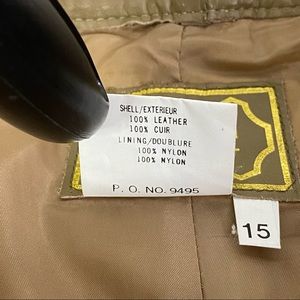 SHELL/EXTERIEUR
100% LEATHER
100% CUIR
LINING/DOUBLURE
100% NYLON
100% NYLON
P. O. NO. 9495
15